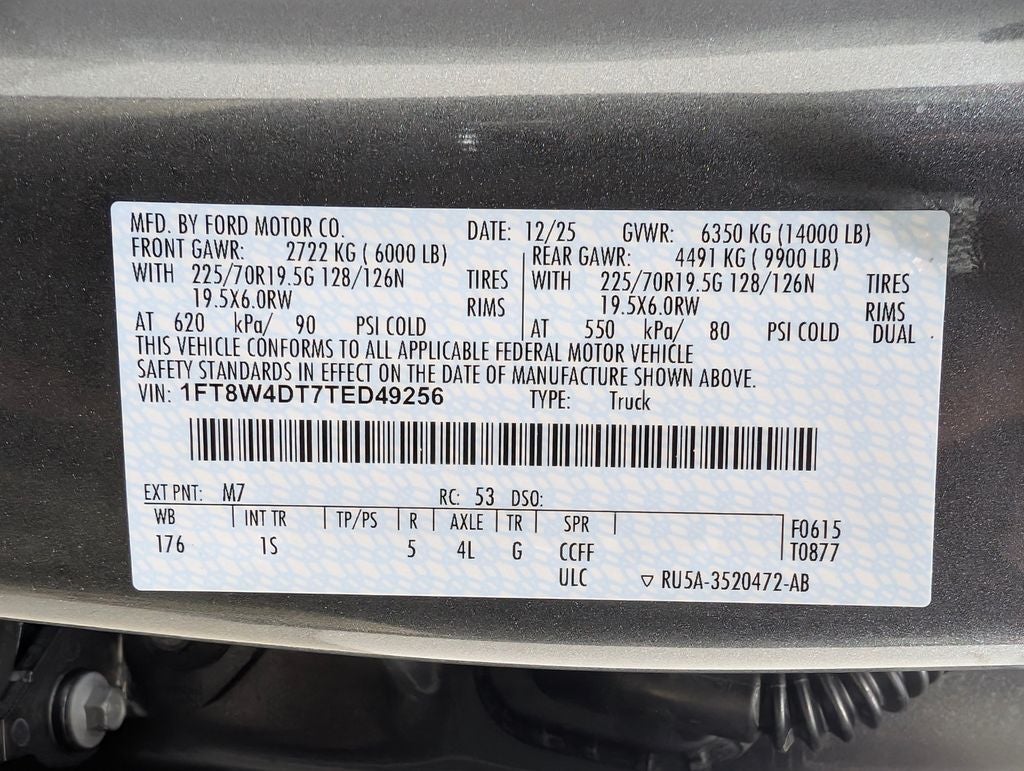 MFD. BY FORD MOTOR CO. DATE: 12/25 GVWR: 6350 KG (14000 LB)
FRONT GAWR: 2722 KG ( 6000 LB) REAR GAWR: 4491 KG ( 9900 LB)
WITH 225/70R19.5G 128/126N TIRES WITH 225/70R19.5G 128/126N TIRES
19.5X6.0RW RIMS 19.5X6.0RW RIMS
AT 620 kPa/ 90 PSI COLD AT 550 kPa/ 80 PSI COLD DUAL
THIS VEHICLE CONFORMS TO ALL APPLICABLE FEDERAL MOTOR VEHICLE
SAFETY STANDARDS IN EFFECT ON THE DATE OF MANUFACTURE SHOWN ABOVE.
VIN: 1FT8W4DT7TED49256 TYPE: Truck
EXT PNT: M7 RC: 53 DSO:
WB INT TR TP/PS R AXLE TR SPR F0615
176 1S 5 4L G CCFF T0877
ULC ▽ RU5A-3520472-AB